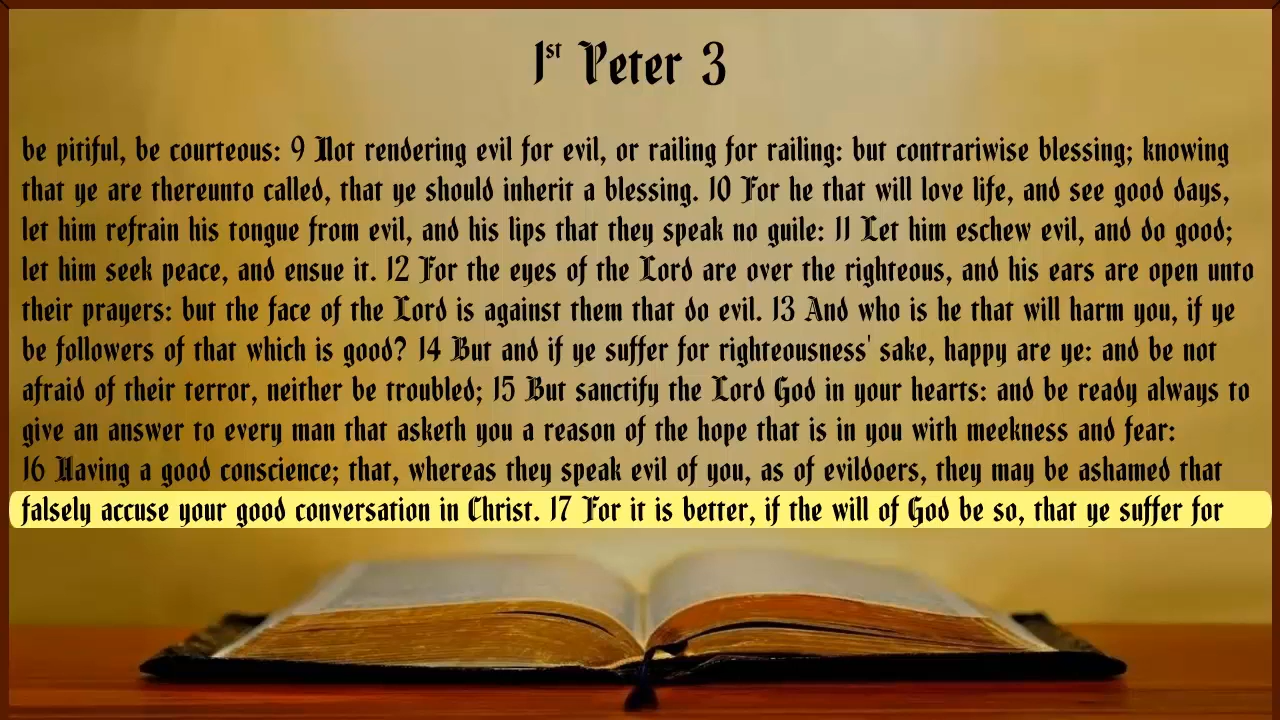 1st Peter 3
be pitiful, be courteous: 9 Not rendering evil for evil, or railing for railing: but contrariwise blessing; knowing
that ye are thereunto called, that ye should inherit a blessing. 10 For he that will love life, and see good days,
let him refrain his tongue from evil, and his lips that they speak no guile: 11 Let him eschew evil, and do good;
let him seek peace, and ensue it. 12 For the eyes of the Lord are over the righteous, and his ears are open unto
their prayers: but the face of the Lord is against them that do evil. 13 And who is he that will harm you, if ye
be followers of that which is good? 14 But and if ye suffer for righteousness' sake, happy are ye: and be not
afraid of their terror, neither be troubled; 15 But sanctify the Lord God in your hearts: and be ready always to
give an answer to every man that asketh you a reason of the hope that is in you with meekness and fear:
16 Having a good conscience; that, whereas they speak evil of you, as of evildoers, they may be ashamed that
falsely accuse your good conversation in Christ. 17 For it is better, if the will of God be so, that ye suffer for